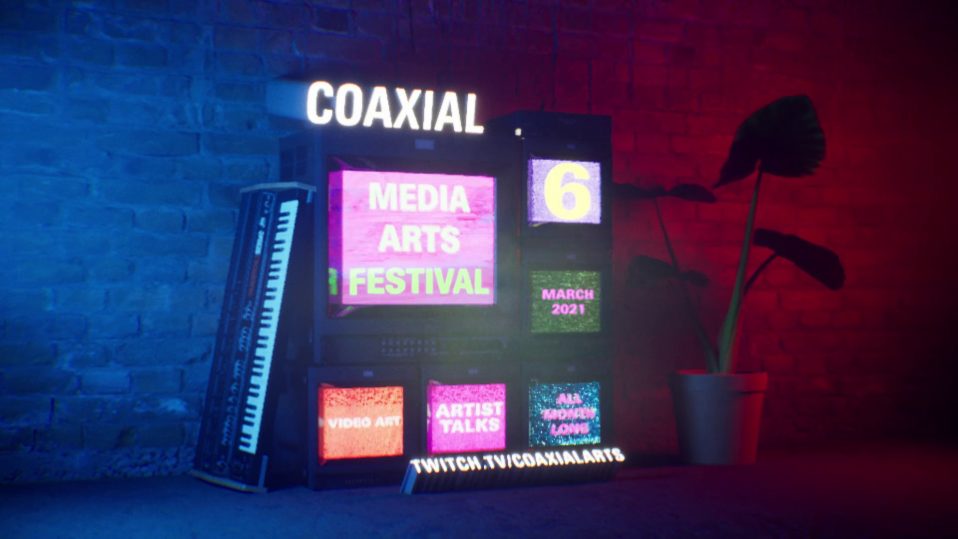 COAXIAL
MEDIA
ARTS
FESTIVAL
6
MARCH
2021
VIDEO ART
ARTIST
TALKS
ALL
MONTH
LONG
TWITCH.TV/COAXIALARTS